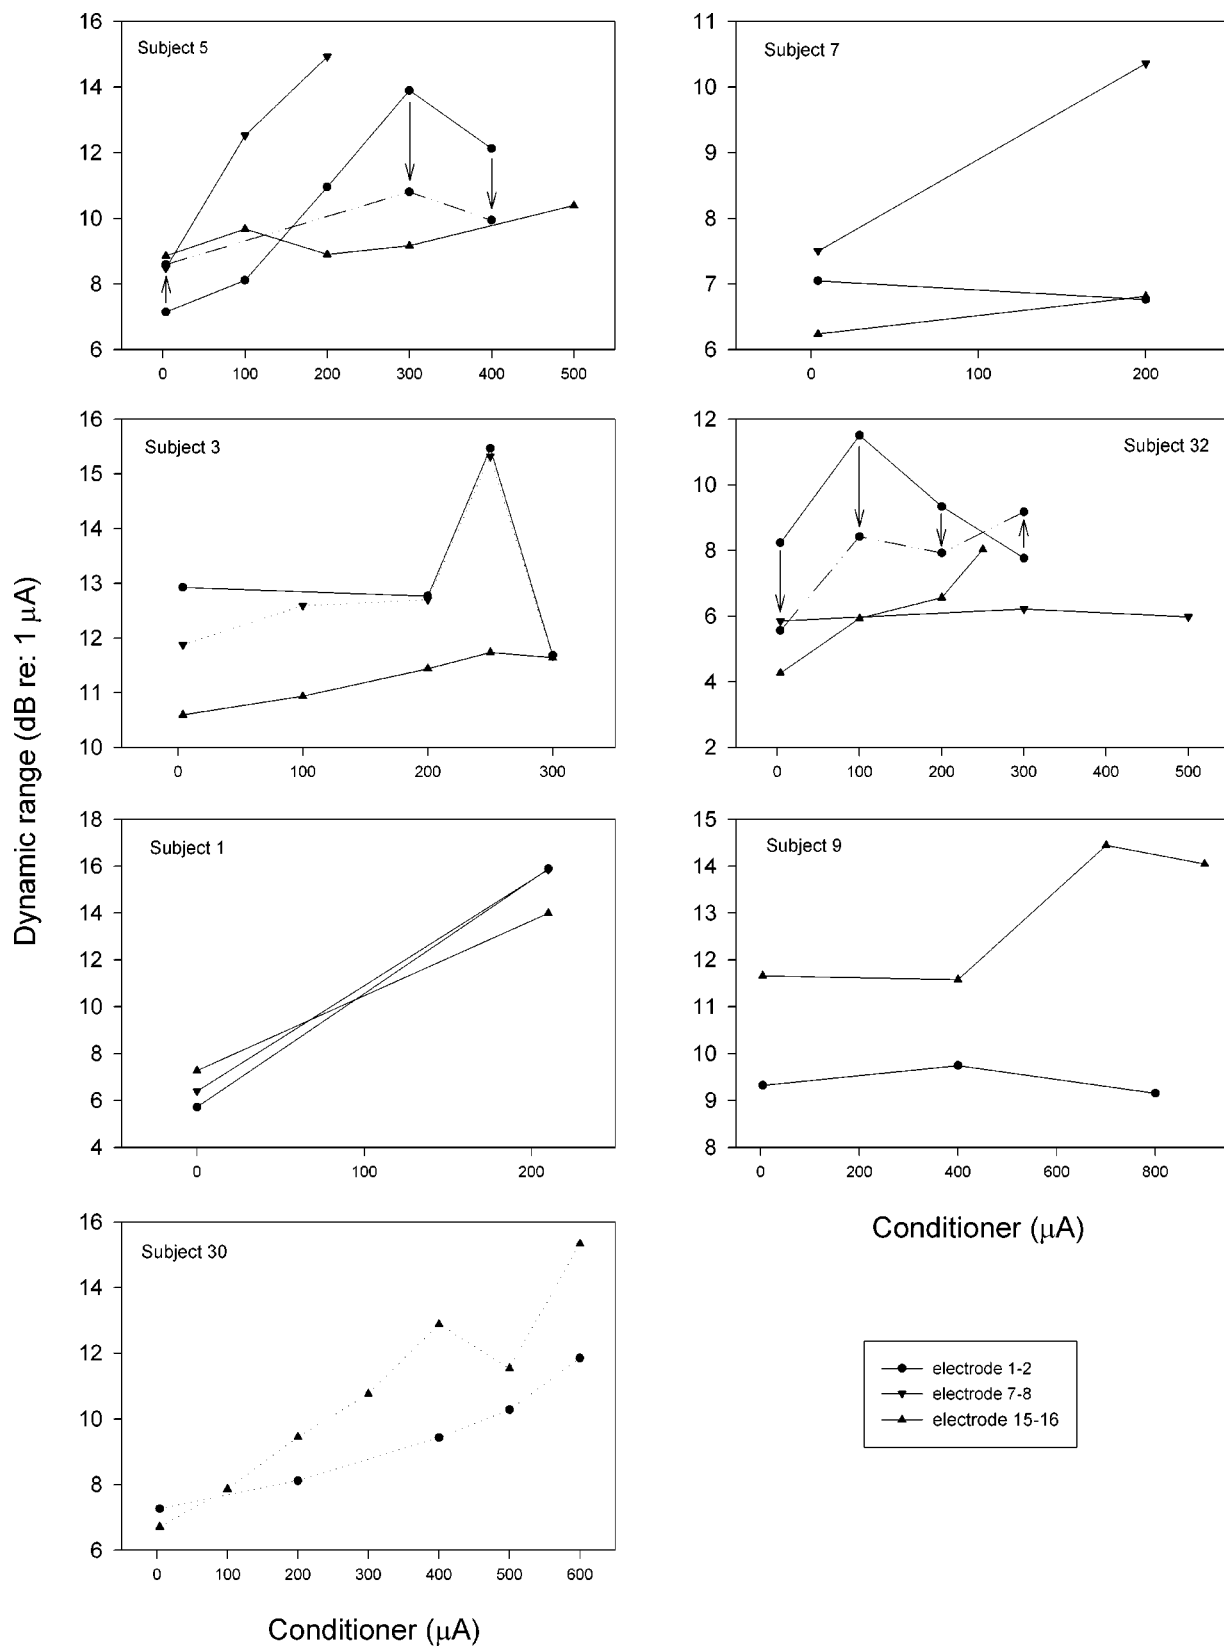 Dynamic range (dB re: 1 μA)
Subject 5
16
14
12
10
8
6
0 100 200 300 400 500
Subject 7
11
10
9
8
7
6
0 100 200
Subject 3
16
15
14
13
12
11
10
0 100 200 300
Subject 32
12
10
8
6
4
2
0 100 200 300 400 500
Subject 1
18
16
14
12
10
8
6
4
0 100 200
Subject 9
15
14
13
12
11
10
9
8
0 200 400 600 800
Conditioner (μA)
Subject 30
16
14
12
10
8
6
0 100 200 300 400 500 600
Conditioner (μA)
electrode 1-2
electrode 7-8
electrode 15-16